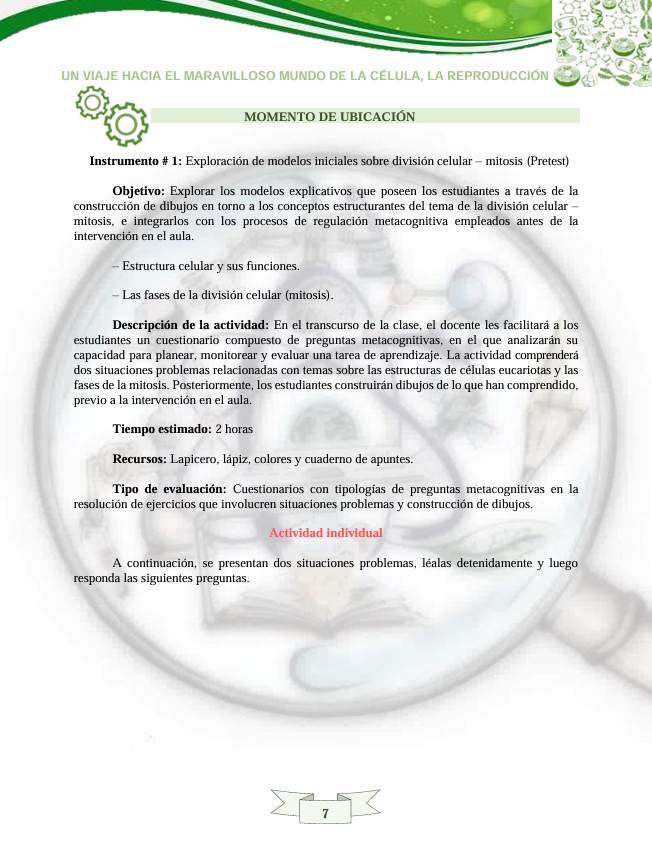 UN VIAJE HACIA EL MARAVILLOSO MUNDO DE LA CÉLULA, LA REPRODUCCIÓN
MOMENTO DE UBICACIÓN
Instrumento # 1: Exploración de modelos iniciales sobre división celular – mitosis (Pretest)
Objetivo: Explorar los modelos explicativos que poseen los estudiantes a través de la
construcción de dibujos en torno a los conceptos estructurantes del tema de la división celular –
mitosis, e integrarlos con los procesos de regulación metacognitiva empleados antes de la
intervención en el aula.
– Estructura celular y sus funciones.
– Las fases de la división celular (mitosis).
Descripción de la actividad: En el transcurso de la clase, el docente les facilitará a los
estudiantes un cuestionario compuesto de preguntas metacognitivas, en el que analizarán su
capacidad para planear, monitorear y evaluar una tarea de aprendizaje. La actividad comprenderá
dos situaciones problemas relacionadas con temas sobre las estructuras de células eucariotas y las
fases de la mitosis. Posteriormente, los estudiantes construirán dibujos de lo que han comprendido,
previo a la intervención en el aula.
Tiempo estimado: 2 horas
Recursos: Lapicero, lápiz, colores y cuaderno de apuntes.
Tipo de evaluación: Cuestionarios con tipologías de preguntas metacognitivas en la
resolución de ejercicios que involucren situaciones problemas y construcción de dibujos.
Actividad individual
A continuación, se presentan dos situaciones problemas, léalas detenidamente y luego
responda las siguientes preguntas.
7